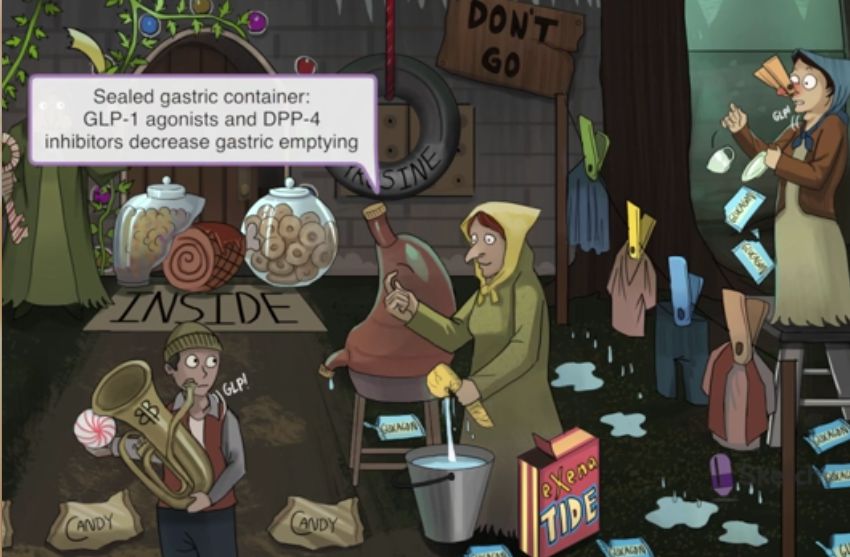 DON'T
GO
Sealed gastric container:
GLP-1 agonists and DPP-4
inhibitors decrease gastric emptying
GLP!
INSIDE
GLP!
eXena
TIDE
CANDY
CANDY